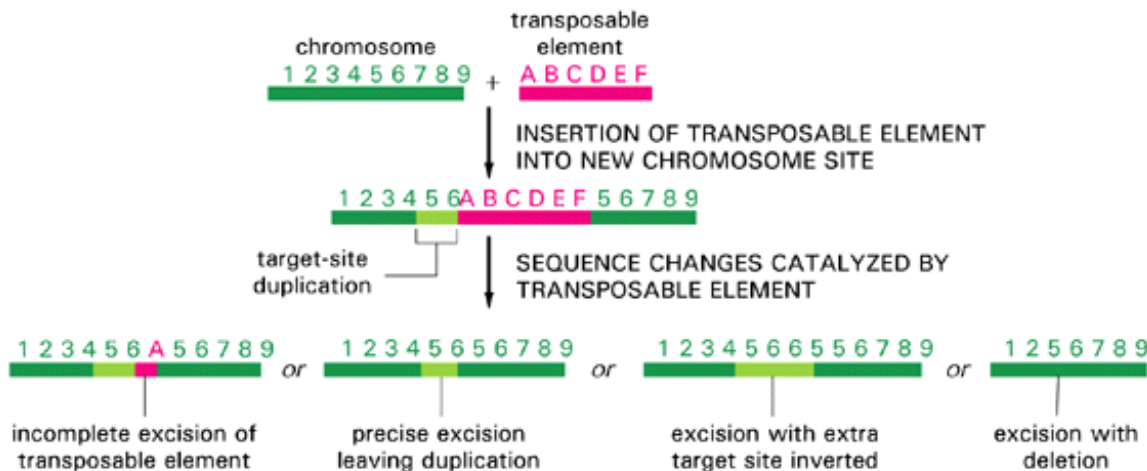 chromosome
transposable
element
1 2 3 4 5 6 7 8 9
+
A B C D E F
INSERTION OF TRANSPOSABLE ELEMENT
INTO NEW CHROMOSOME SITE
1 2 3 4 5 6 A B C D E F 5 6 7 8 9
target-site
duplication
SEQUENCE CHANGES CATALYZED BY
TRANSPOSABLE ELEMENT
1 2 3 4 5 6 A 5 6 7 8 9
or
1 2 3 4 5 6 5 6 7 8 9
or
1 2 3 4 5 6 6 5 5 6 7 8 9
or
1 2 5 6 7 8 9
incomplete excision of
transposable element
precise excision
leaving duplication
excision with extra
target site inverted
excision with
deletion